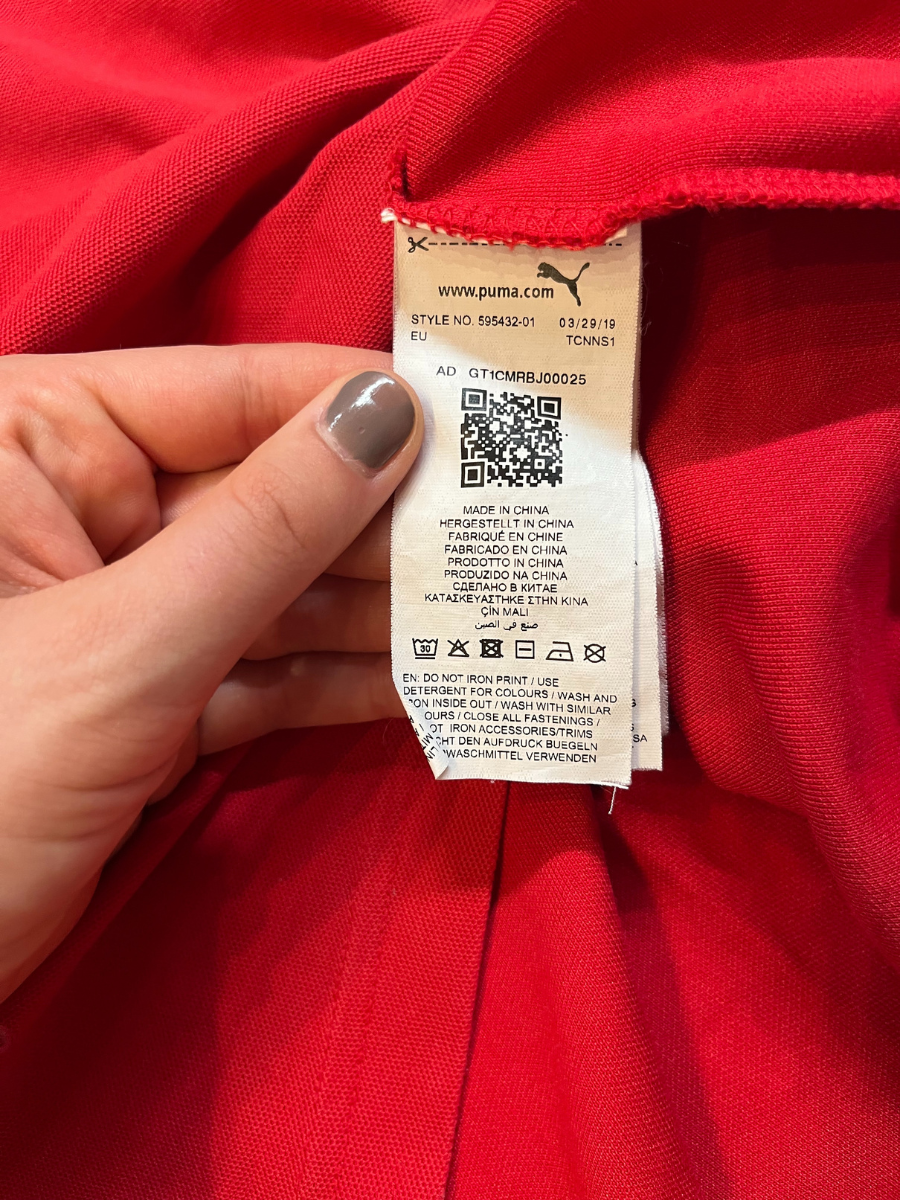 www.puma.com
STYLE NO. 595432-01 03/29/19
EU TCNNS1
AD GT1CMRBJ00025
MADE IN CHINA
HERGESTELLT IN CHINA
FABRIQUÉ EN CHINE
FABRICADO EN CHINA
PRODOTTO IN CHINA
PRODUZIDO NA CHINA
СДЕЛАНО В КИТАЕ
ΚΑΤΑΣΚΕΥΑΣΤΗΚΕ ΣΤΗΝ ΚΙΝΑ
ÇİN MALI
صنع في الصين
30
EN: DO NOT IRON PRINT / USE
DETERGENT FOR COLOURS / WASH AND
IRON INSIDE OUT / WASH WITH SIMILAR
OURS / CLOSE ALL FASTENINGS /
OT IRON ACCESSORIES/TRIMS
CHT DEN AUFDRUCK BUEGELN
WASCHMITTEL VERWENDEN
SA